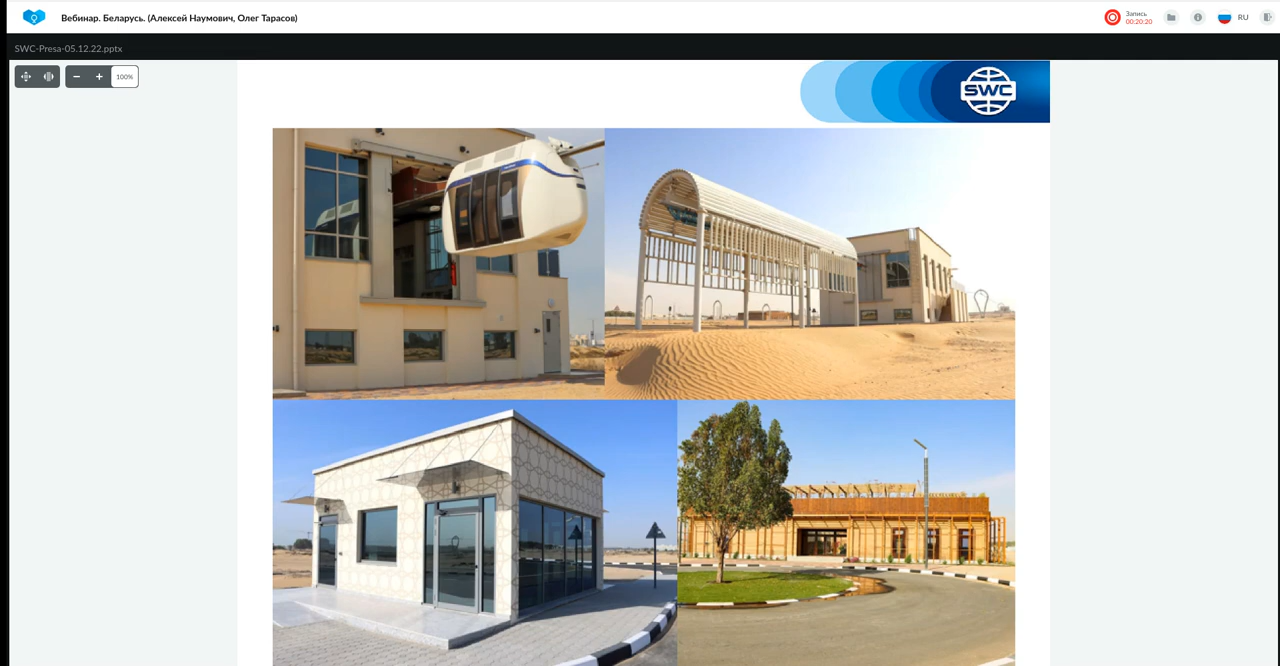 Вебинар. Беларусь. (Алексей Наумович, Олег Тарасов)
Запись
00:20:20
RU
SWC-Presa-05.12.22.pptx
100%
SWC